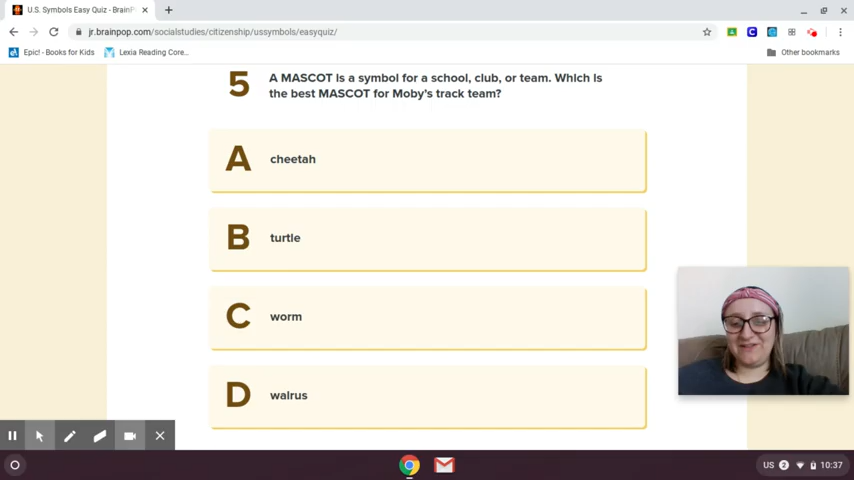 U.S. Symbols Easy Quiz - BrainP
jr.brainpop.com/socialstudies/citizenship/ussymbols/easyquiz/
Epic! - Books for Kids
Lexia Reading Core...
Other bookmarks
5
A MASCOT is a symbol for a school, club, or team. Which is
the best MASCOT for Moby's track team?
A
cheetah
B
turtle
C
worm
D
walrus
US 2 10:37